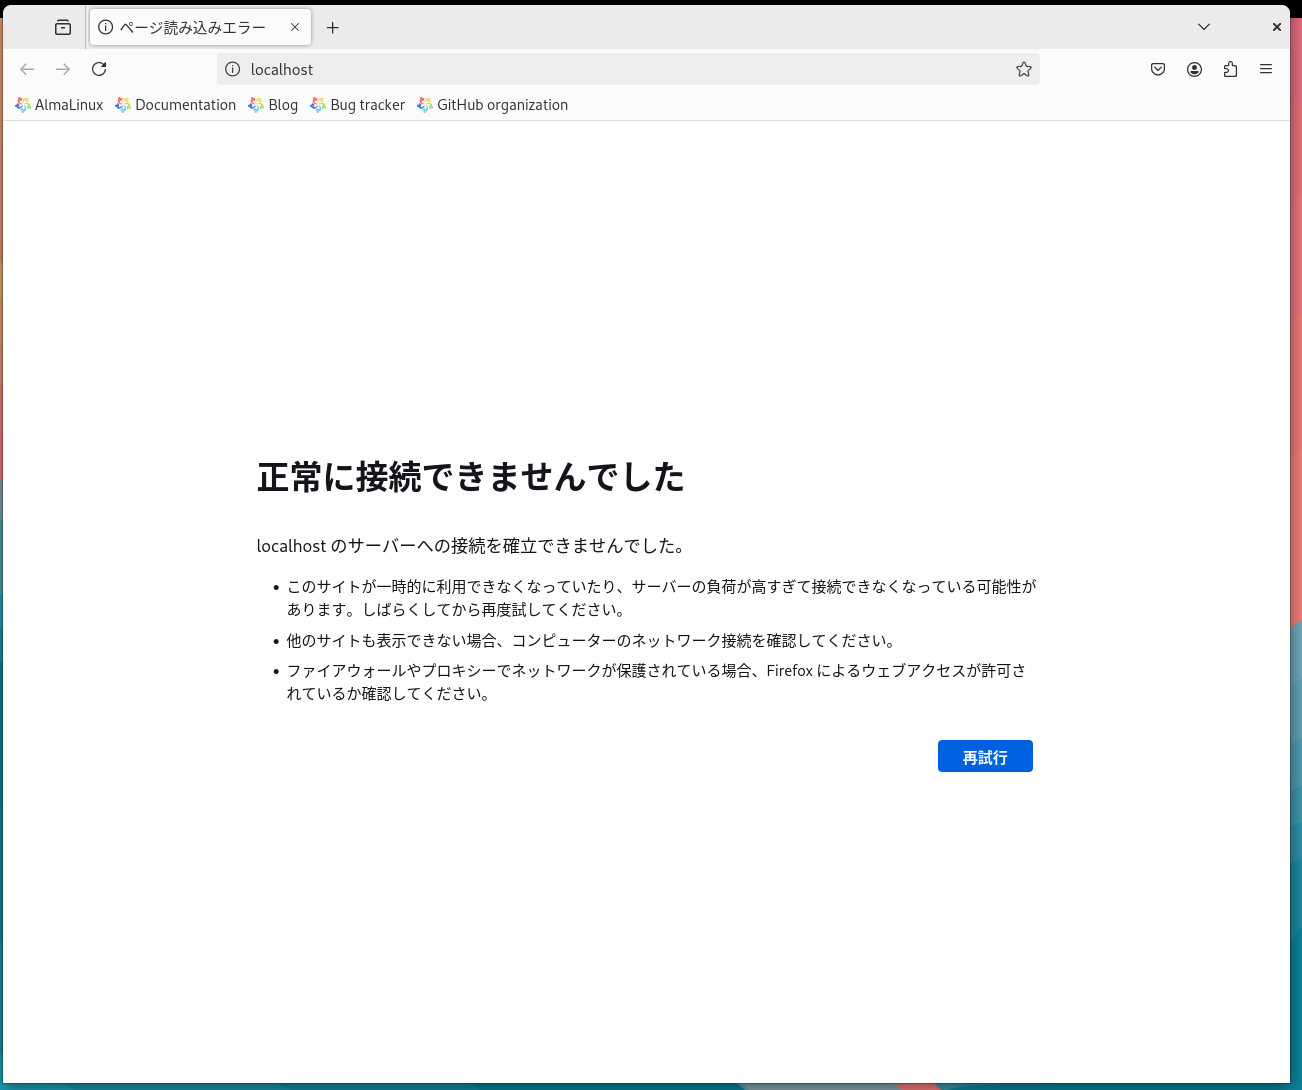 ページ読み込みエラー
localhost
AlmaLinux Documentation Blog Bug tracker GitHub organization
正常に接続できませんでした
localhost のサーバーへの接続を確立できませんでした。
• このサイトが一時的に利用できなくなっていたり、サーバーの負荷が高すぎて接続できなくなっている可能性が
あります。しばらくしてから再度試してください。
• 他のサイトも表示できない場合、コンピューターのネットワーク接続を確認してください。
• ファイアウォールやプロキシーでネットワークが保護されている場合、Firefox によるウェブアクセスが許可さ
れているか確認してください。
再試行